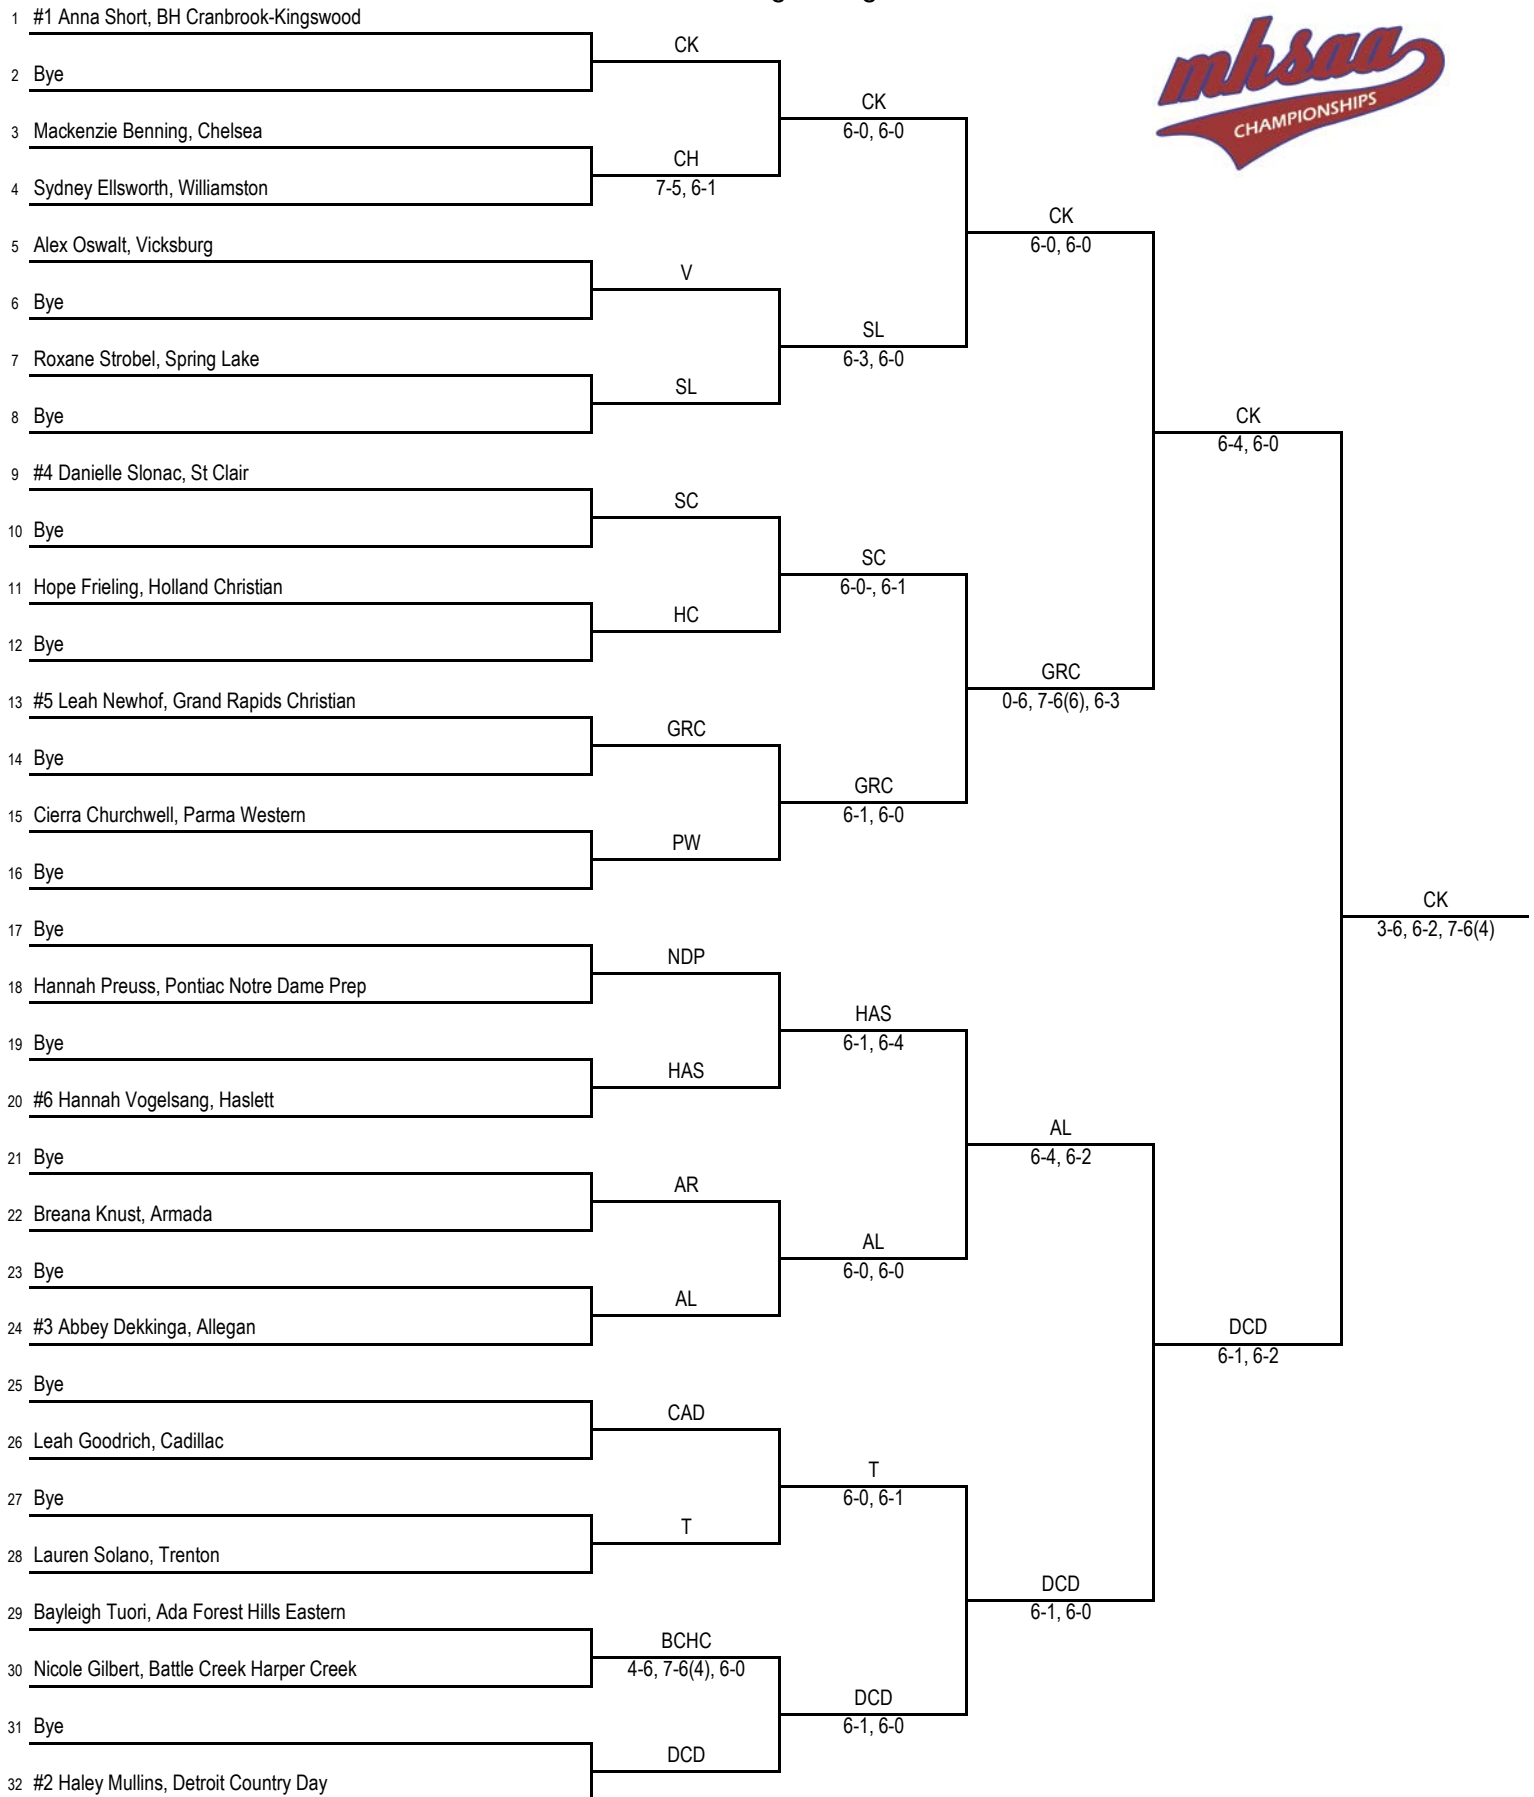 mhsaa
CHAMPIONSHIPS
1 #1 Anna Short, BH Cranbrook-Kingswood
CK
2 Bye
CK
6-0, 6-0
3 Mackenzie Benning, Chelsea
CH
7-5, 6-1
4 Sydney Ellsworth, Williamston
CK
6-0, 6-0
5 Alex Oswalt, Vicksburg
V
6 Bye
SL
6-3, 6-0
7 Roxane Strobel, Spring Lake
SL
8 Bye
CK
6-4, 6-0
9 #4 Danielle Slonac, St Clair
SC
10 Bye
SC
6-0-, 6-1
11 Hope Frieling, Holland Christian
HC
12 Bye
GRC
0-6, 7-6(6), 6-3
13 #5 Leah Newhof, Grand Rapids Christian
GRC
14 Bye
GRC
6-1, 6-0
15 Cierra Churchwell, Parma Western
PW
16 Bye
CK
3-6, 6-2, 7-6(4)
17 Bye
NDP
18 Hannah Preuss, Pontiac Notre Dame Prep
HAS
6-1, 6-4
19 Bye
HAS
20 #6 Hannah Vogelsang, Haslett
AL
6-4, 6-2
21 Bye
AR
22 Breana Knust, Armada
AL
6-0, 6-0
23 Bye
AL
24 #3 Abbey Dekkinga, Allegan
DCD
6-1, 6-2
25 Bye
CAD
26 Leah Goodrich, Cadillac
T
6-0, 6-1
27 Bye
T
28 Lauren Solano, Trenton
DCD
6-1, 6-0
29 Bayleigh Tuori, Ada Forest Hills Eastern
BCHC
4-6, 7-6(4), 6-0
30 Nicole Gilbert, Battle Creek Harper Creek
DCD
6-1, 6-0
31 Bye
DCD
32 #2 Haley Mullins, Detroit Country Day